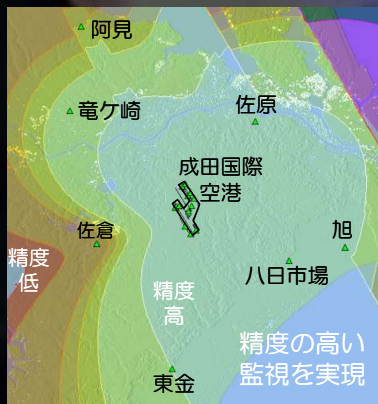 阿見
竜ケ崎
佐原
成田国際
空港
佐倉
旭
精度
低
八日市場
精度
高
精度の高い
監視を実現
東金